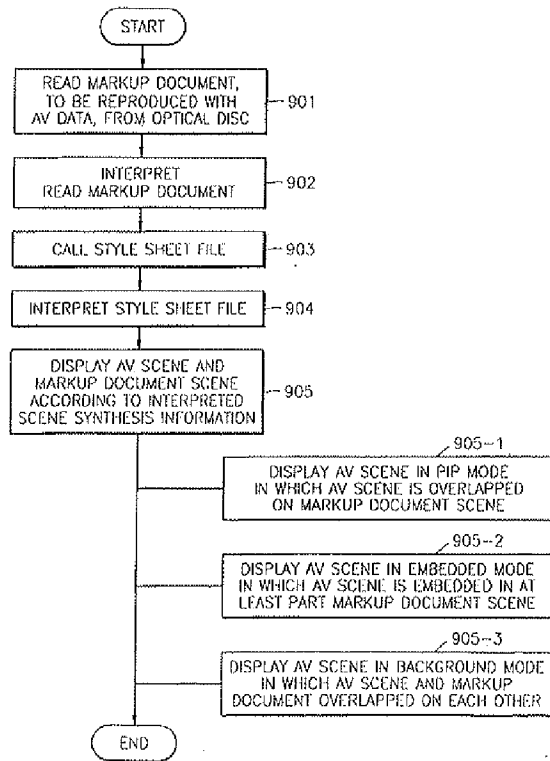 START
READ MARKUP DOCUMENT,
TO BE REPRODUCED WITH
AV DATA, FROM OPTICAL DISC
901
INTERPRET
READ MARKUP DOCUMENT
902
CALL STYLE SHEET FILE
903
INTERPRET STYLE SHEET FILE
904
DISPLAY AV SCENE AND
MARKUP DOCUMENT SCENE
ACCORDING TO INTERPRETED
SCENE SYNTHESIS INFORMATION
905
905-1
DISPLAY AV SCENE IN PIP MODE
IN WHICH AV SCENE IS OVERLAPPED
ON MARKUP DOCUMENT SCENE
905-2
DISPLAY AV SCENE IN EMBEDDED MODE
IN WHICH AV SCENE IS EMBEDDED IN AT
LEAST PART MARKUP DOCUMENT SCENE
905-3
DISPLAY AV SCENE IN BACKGROUND MODE
IN WHICH AV SCENE AND MARKUP
DOCUMENT OVERLAPPED ON EACH OTHER
END